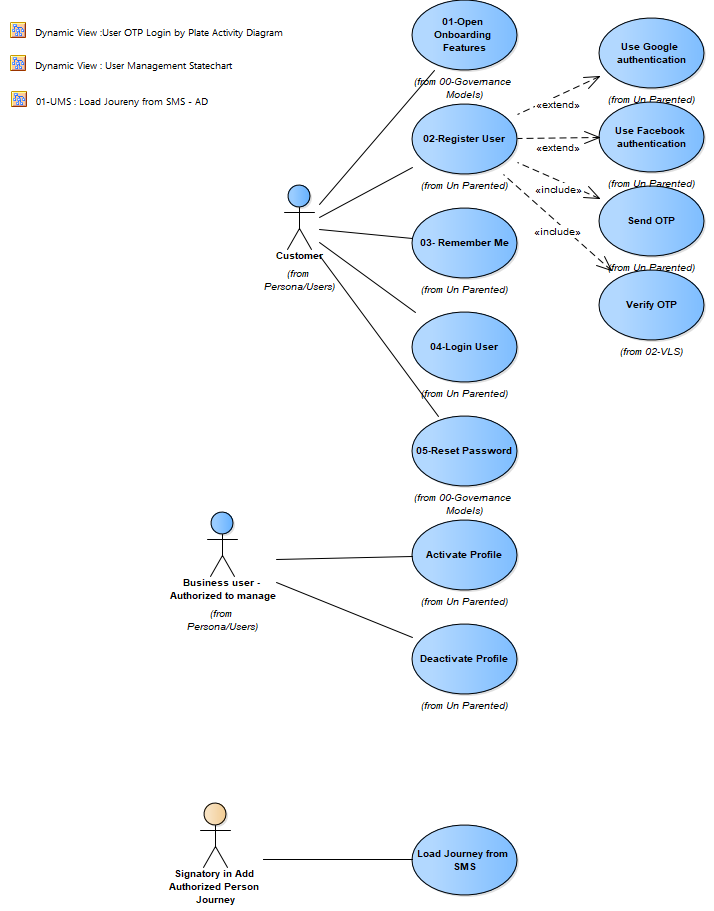 Dynamic View :User OTP Login by Plate Activity Diagram
Dynamic View : User Management Statechart
01-UMS : Load Joureny from SMS - AD
01-Open
Onboarding
Features
(from 00-Governance
Models)
Use Google
authentication
(from Un Parented)
«extend»
02-Register User
(from Un Parented)
Use Facebook
authentication
(from Un Parented)
«extend»
«include»
Send OTP
(from Un Parented)
«include»
Verify OTP
(from 02-VLS)
Customer
(from
Persona/Users)
03- Remember Me
(from Un Parented)
04-Login User
(from Un Parented)
05-Reset Password
(from 00-Governance
Models)
Business user -
Authorized to manage
(from
Persona/Users)
Activate Profile
(from Un Parented)
Deactivate Profile
(from Un Parented)
Signatory in Add
Authorized Person
Journey
Load Journey from
SMS